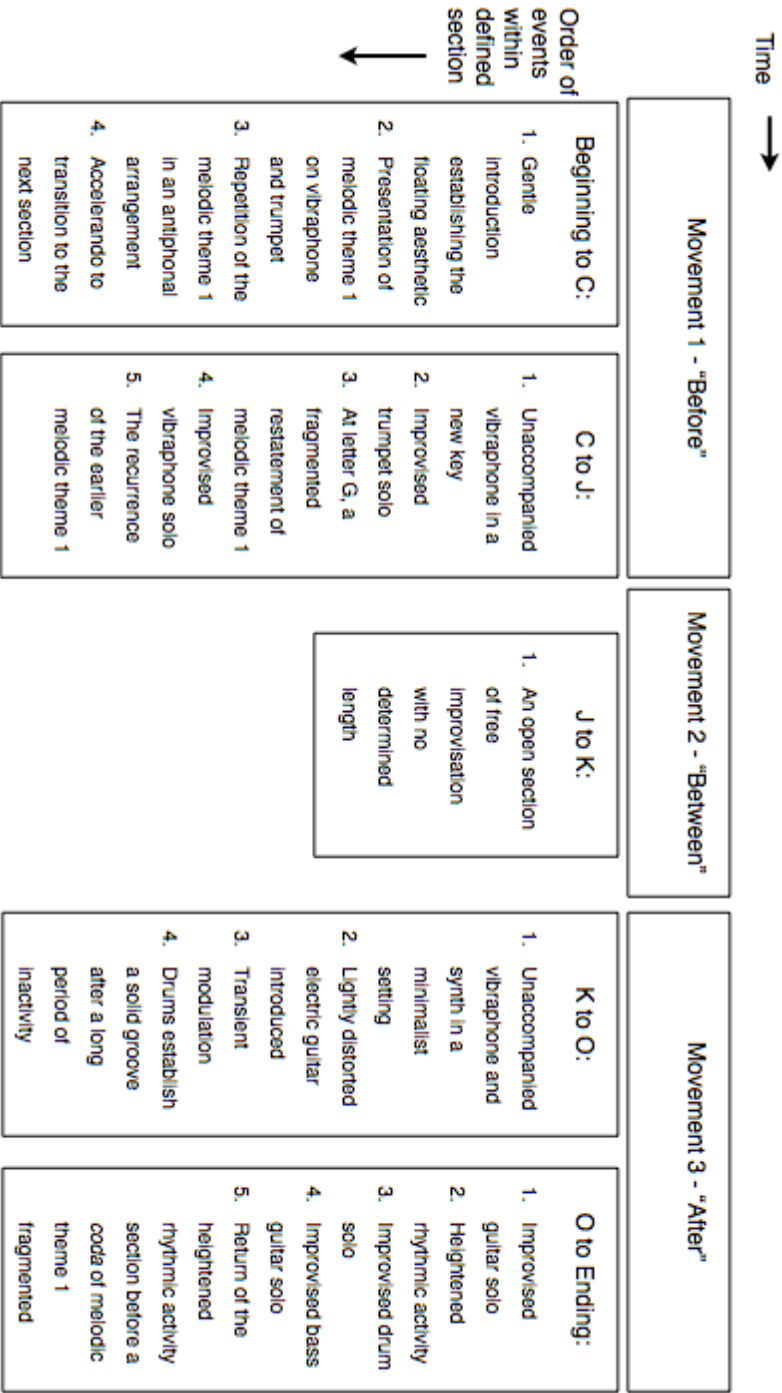 Time
Order of
events
within
defined
section
Movement 1 - “Before”
Beginning to C:
1. Gentle
introduction
establishing the
floating aesthetic
2. Presentation of
melodic theme 1
on vibraphone
and trumpet
3. Repetition of the
melodic theme 1
in an antiphonal
arrangement
4. Accelerando to
transition to the
next section
C to J:
1. Unaccompanied
vibraphone in a
new key
2. Improvised
trumpet solo
3. At letter G, a
fragmented
restatement of
melodic theme 1
4. Improvised
vibraphone solo
5. The recurrence
of the earlier
melodic theme 1
Movement 2 - “Between”
J to K:
1. An open section
of free
improvisation
with no
determined
length
Movement 3 - “After”
K to O:
1. Unaccompanied
vibraphone and
synth in a
minimalist
setting
2. Lightly distorted
electric guitar
introduced
3. Transient
modulation
4. Drums establish
a solid groove
after a long
period of
inactivity
O to Ending:
1. Improvised
guitar solo
2. Heightened
rhythmic activity
3. Improvised drum
solo
4. Improvised bass
guitar solo
5. Return of the
heightened
rhythmic activity
section before a
coda of melodic
theme 1
fragmented